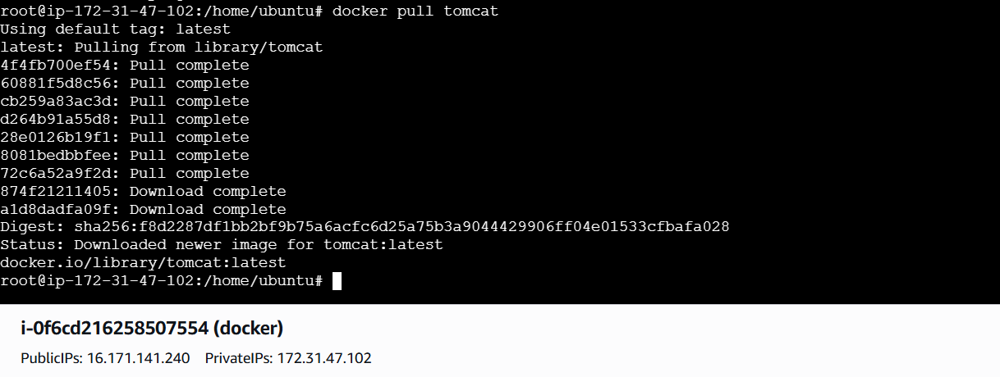 root@ip-172-31-47-102:/home/ubuntu# docker pull tomcat
Using default tag: latest
latest: Pulling from library/tomcat
4f4fb700ef54: Pull complete
60881f5d8c56: Pull complete
cb259a83ac3d: Pull complete
d264b91a55d8: Pull complete
28e0126b19f1: Pull complete
8081bedbbfee: Pull complete
72c6a52a9f2d: Pull complete
874f21211405: Download complete
a1d8dadfa09f: Download complete
Digest: sha256:f8d2287df1bb2bf9b75a6acfc6d25a75b3a9044429906ff04e01533cfbafa028
Status: Downloaded newer image for tomcat:latest
docker.io/library/tomcat:latest
root@ip-172-31-47-102:/home/ubuntu#
i-0f6cd216258507554 (docker)
PublicIPs: 16.171.141.240 PrivateIPs: 172.31.47.102